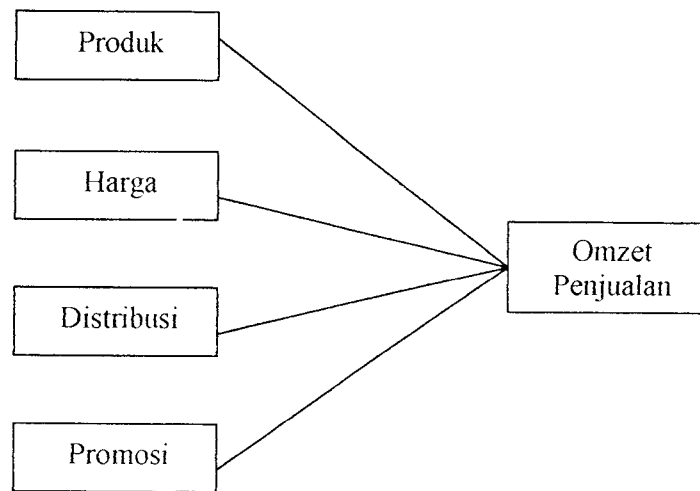 Produk
Harga
Distribusi
Promosi
Omzet
Penjualan